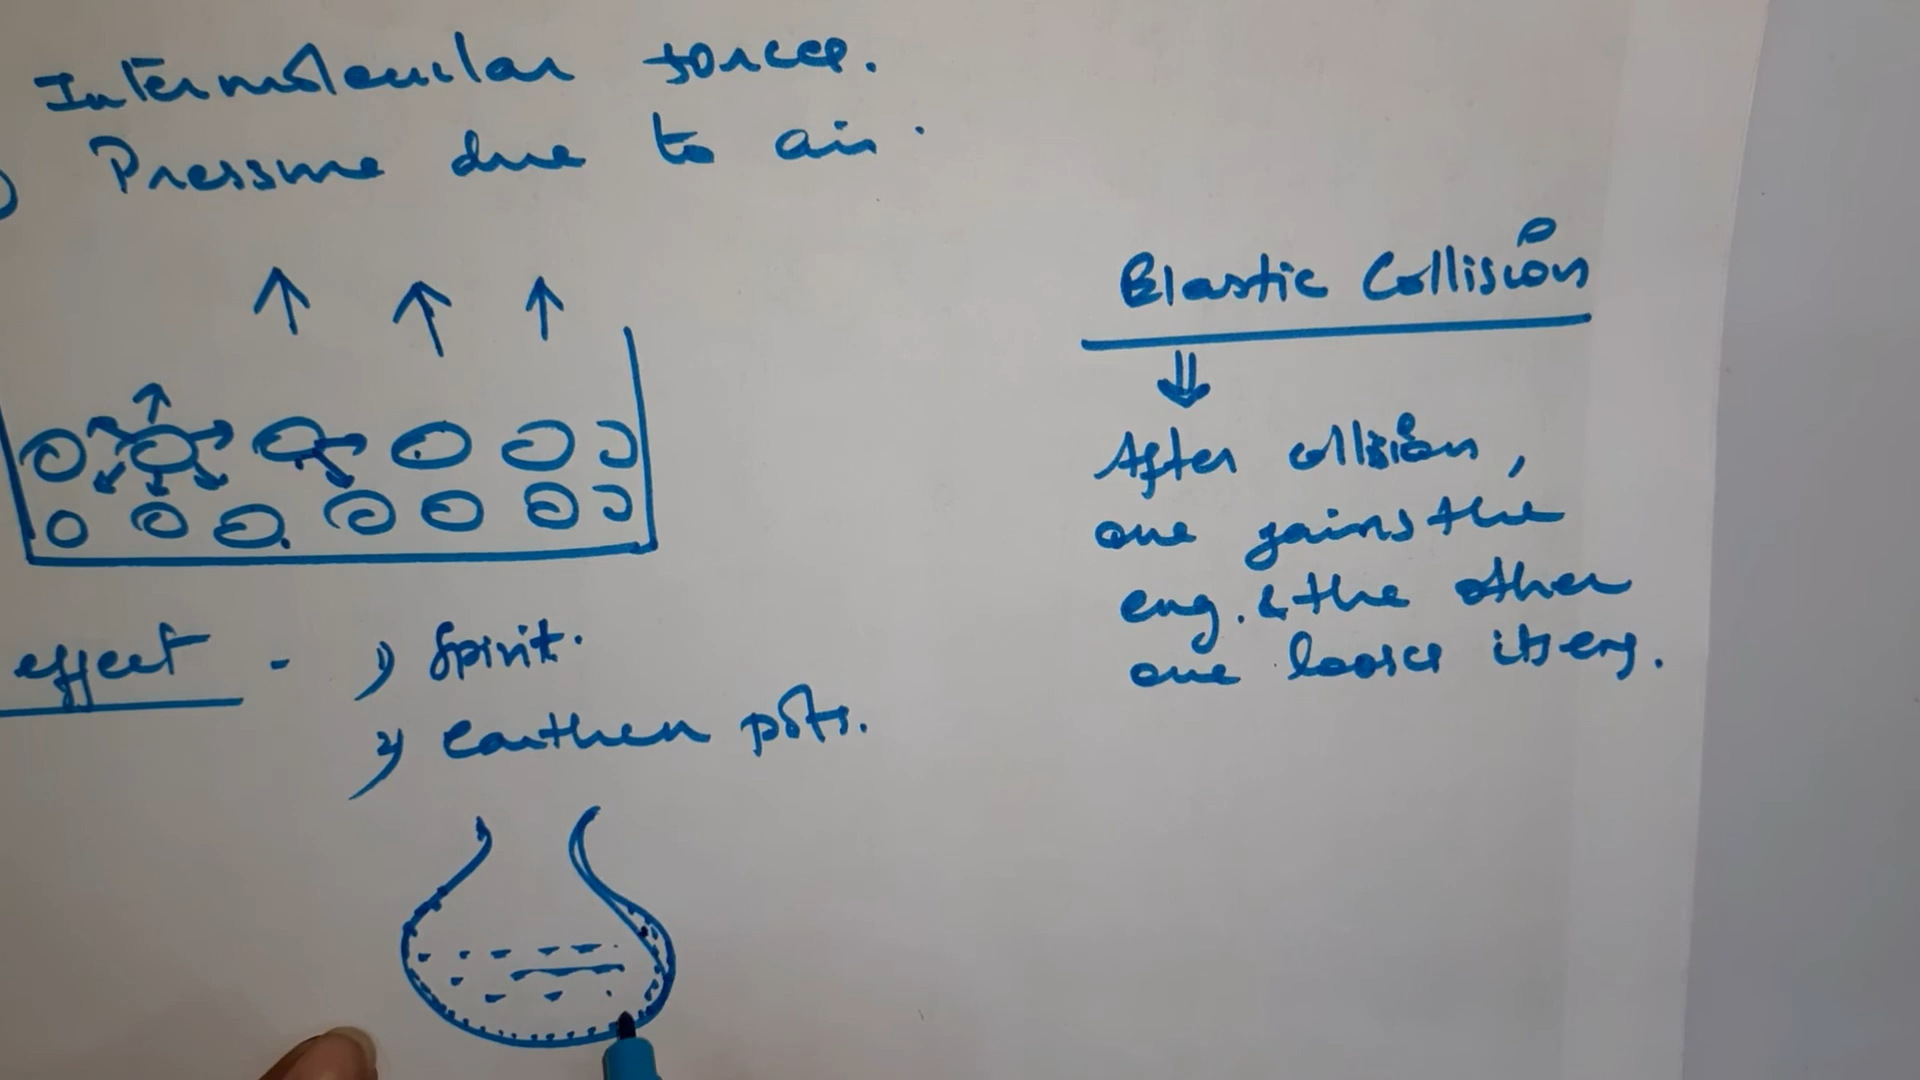 Intermolecular forces.
) Pressure due to air.
effect - 1) Spirit.
2) Earthen pots.
Elastic Collision
After collision,
one gains the
eng. & the other
one looses its eng.